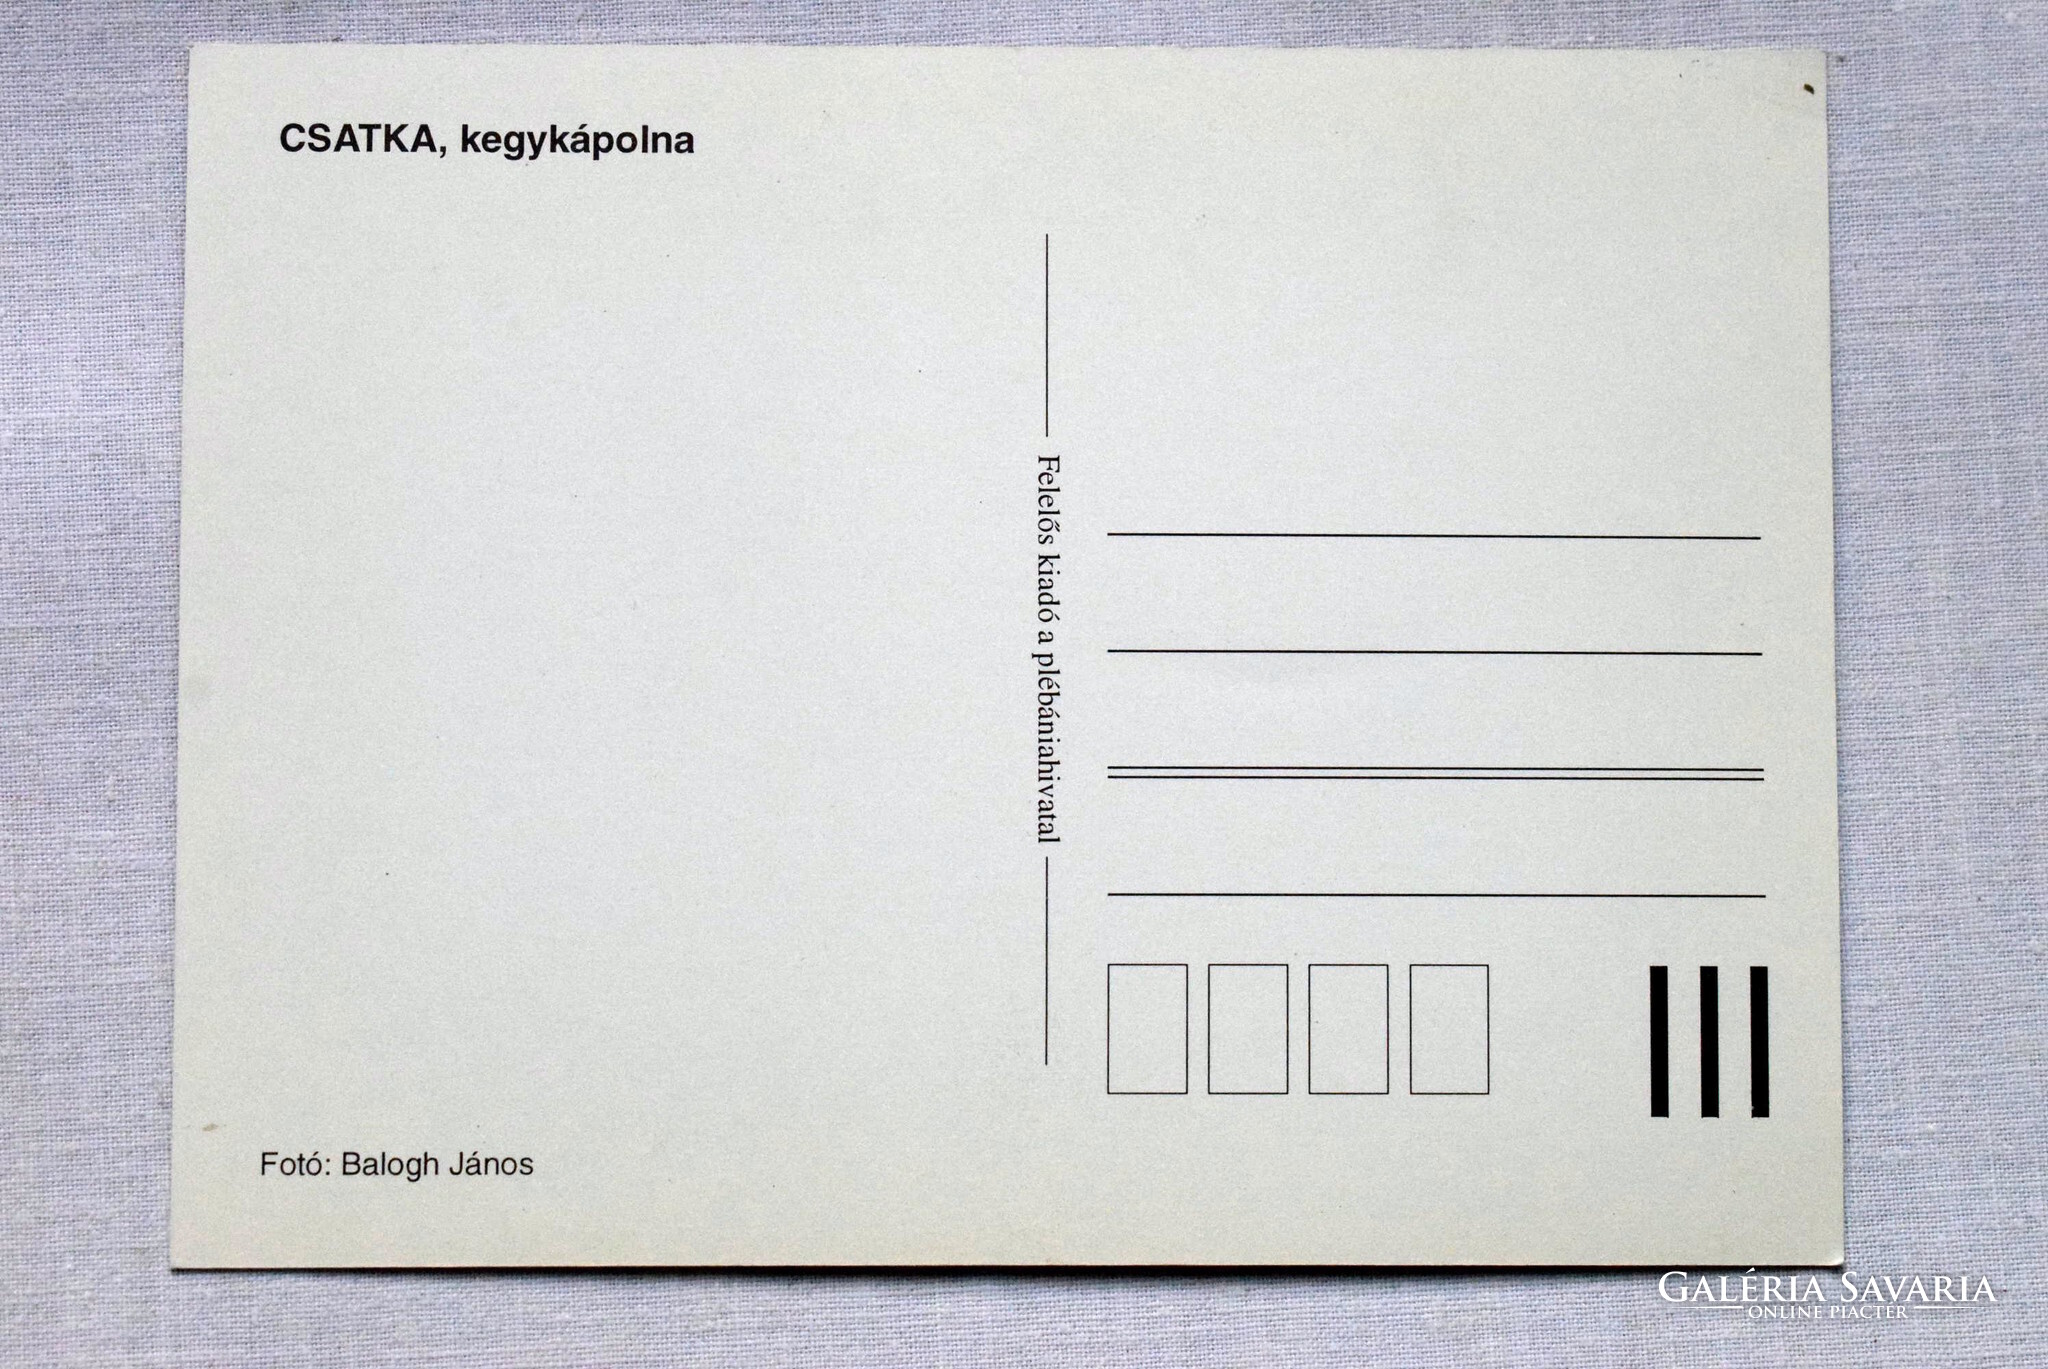 CSATKA, kegykápolna
Felelős kiadó a plébániahivatal
Fotó: Balogh János
GALÉRIA SAVARIA
ONLINE PIACTÉR